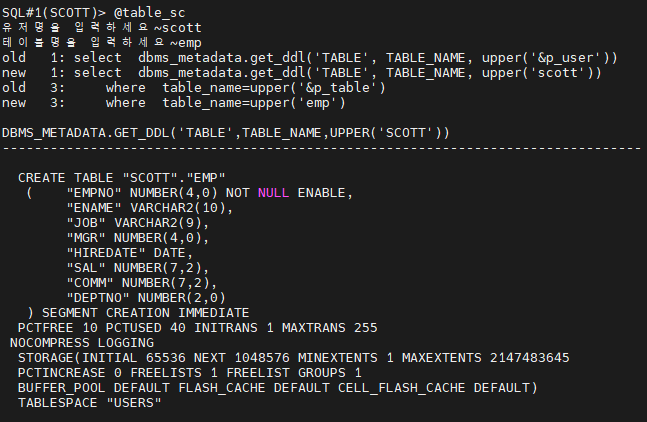 SQL#1(SCOTT)> @table_sc
유저명을 입력하세요~scott
테이블명을 입력하세요~emp
old   1: select  dbms_metadata.get_ddl('TABLE', TABLE_NAME, upper('&p_user'))
new   1: select  dbms_metadata.get_ddl('TABLE', TABLE_NAME, upper('scott'))
old   3:     where  table_name=upper('&p_table')
new   3:     where  table_name=upper('emp')
DBMS_METADATA.GET_DDL('TABLE',TABLE_NAME,UPPER('SCOTT'))
--------------------------------------------------------------------------------
  CREATE TABLE "SCOTT"."EMP"
   (    "EMPNO" NUMBER(4,0) NOT NULL ENABLE,
        "ENAME" VARCHAR2(10),
        "JOB" VARCHAR2(9),
        "MGR" NUMBER(4,0),
        "HIREDATE" DATE,
        "SAL" NUMBER(7,2),
        "COMM" NUMBER(7,2),
        "DEPTNO" NUMBER(2,0)
   ) SEGMENT CREATION IMMEDIATE
  PCTFREE 10 PCTUSED 40 INITRANS 1 MAXTRANS 255
 NOCOMPRESS LOGGING
  STORAGE(INITIAL 65536 NEXT 1048576 MINEXTENTS 1 MAXEXTENTS 2147483645
  PCTINCREASE 0 FREELISTS 1 FREELIST GROUPS 1
  BUFFER_POOL DEFAULT FLASH_CACHE DEFAULT CELL_FLASH_CACHE DEFAULT)
  TABLESPACE "USERS"